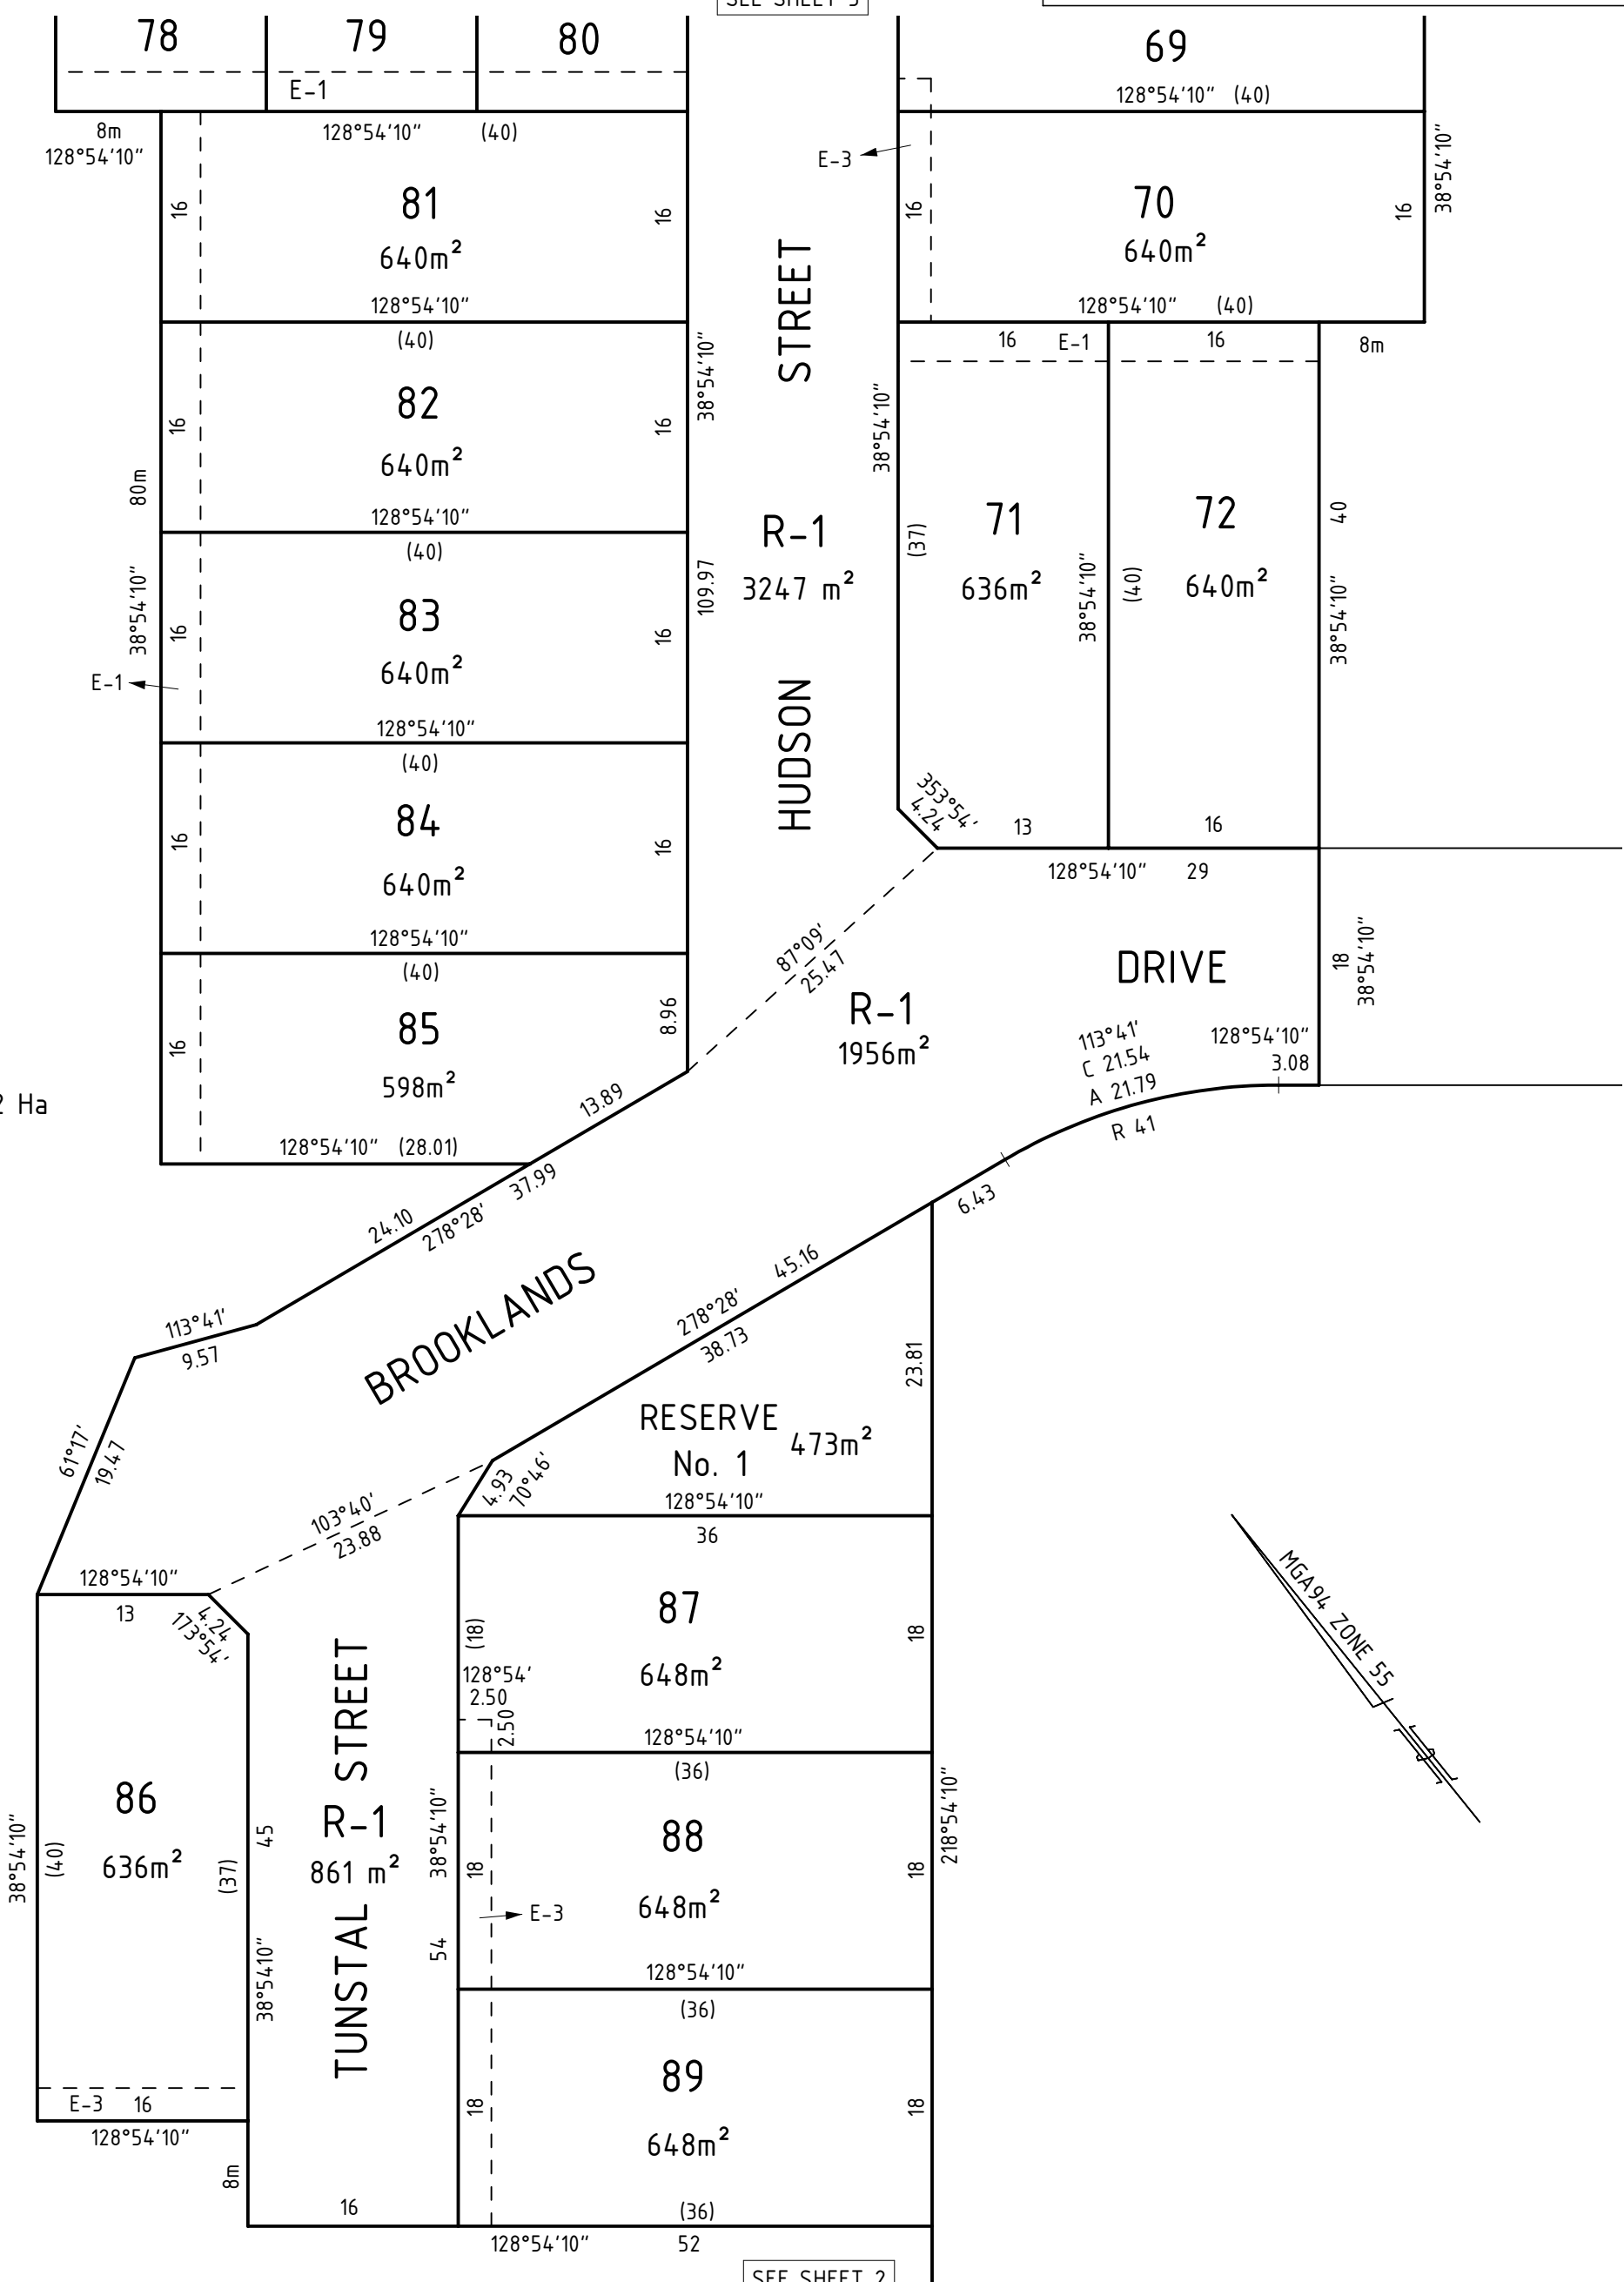 SEE SHEET 3
78
79
80
E-1
69
128°54'10" (40)
8m
128°54'10"
128°54'10" (40)
E-3
38°54'10"
16
81
640m²
16
128°54'10"
16
70
640m²
16
128°54'10" (40)
(40)
82
640m²
16
16
38°54'10"
128°54'10"
STREET
16
E-1
16
8m
38°54'10"
80m
(40)
83
640m²
16
16
38°54'10"
E-1
128°54'10"
109.97
R-1
3247 m²
(37)
71
636m²
38°54'10"
(40)
72
640m²
40
38°54'10"
HUDSON
(40)
84
640m²
16
16
128°54'10"
353°54'
4.24
13
16
128°54'10" 29
(40)
85
598m²
16
8.96
128°54'10" (28.01)
87°09'
25.47
DRIVE
18
38°54'10"
R-1
1956m²
113°41'
C 21.54
A 21.79
R 41
128°54'10"
3.08
2 Ha
13.89
37.99
24.10
278°28'
6.43
113°41'
9.57
BROOKLANDS
45.16
278°28'
38.73
23.81
61°17'
19.47
RESERVE
No. 1
473m²
4.93
70°46'
128°54'10"
36
103°40'
23.88
128°54'10"
13
4.24
173°54'
MGA94 ZONE 55
87
648m²
(18)
18
128°54'
2.50
2.50
128°54'10"
STREET
R-1
861 m²
TUNSTAL
86
636m²
38°54'10"
(40)
(37)
45
38°5410"
(36)
88
648m²
38°54'10"
18
18
E-3
54
218°54'10"
128°54'10"
(36)
89
648m²
18
18
E-3 16
128°54'10"
8m
16
(36)
128°54'10" 52
SEE SHEET 2